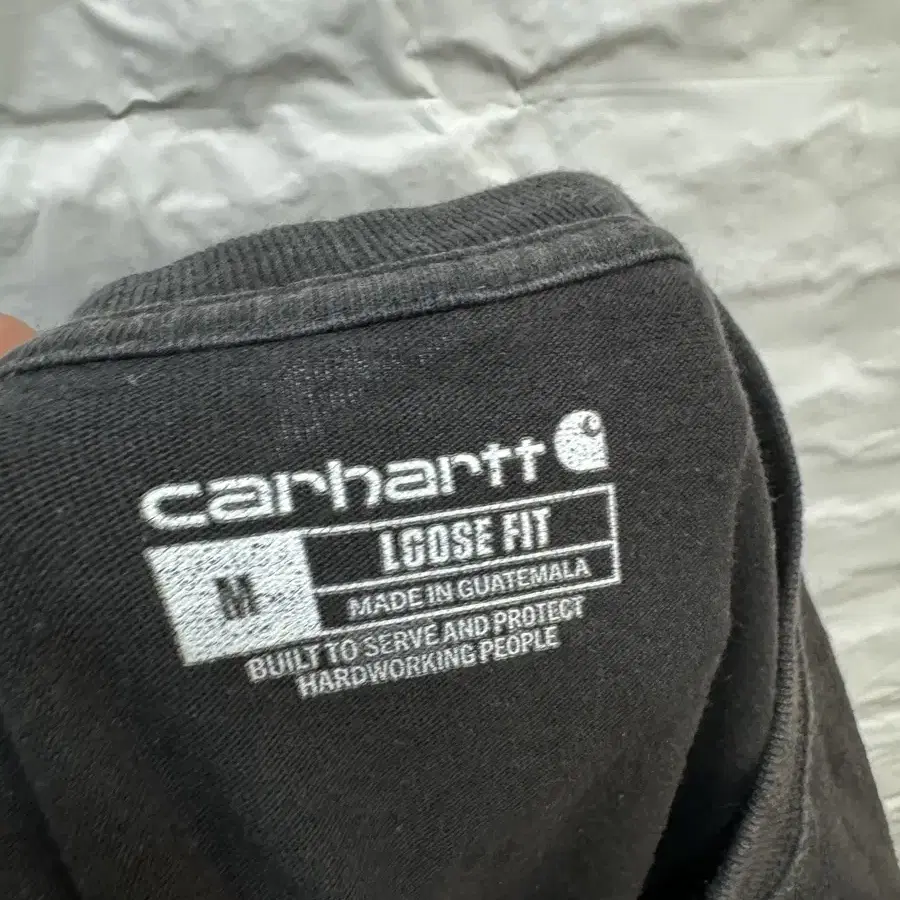 carhartt
LOOSE FIT
M
MADE IN GUATEMALA
BUILT TO SERVE AND PROTECT
HARDWORKING PEOPLE